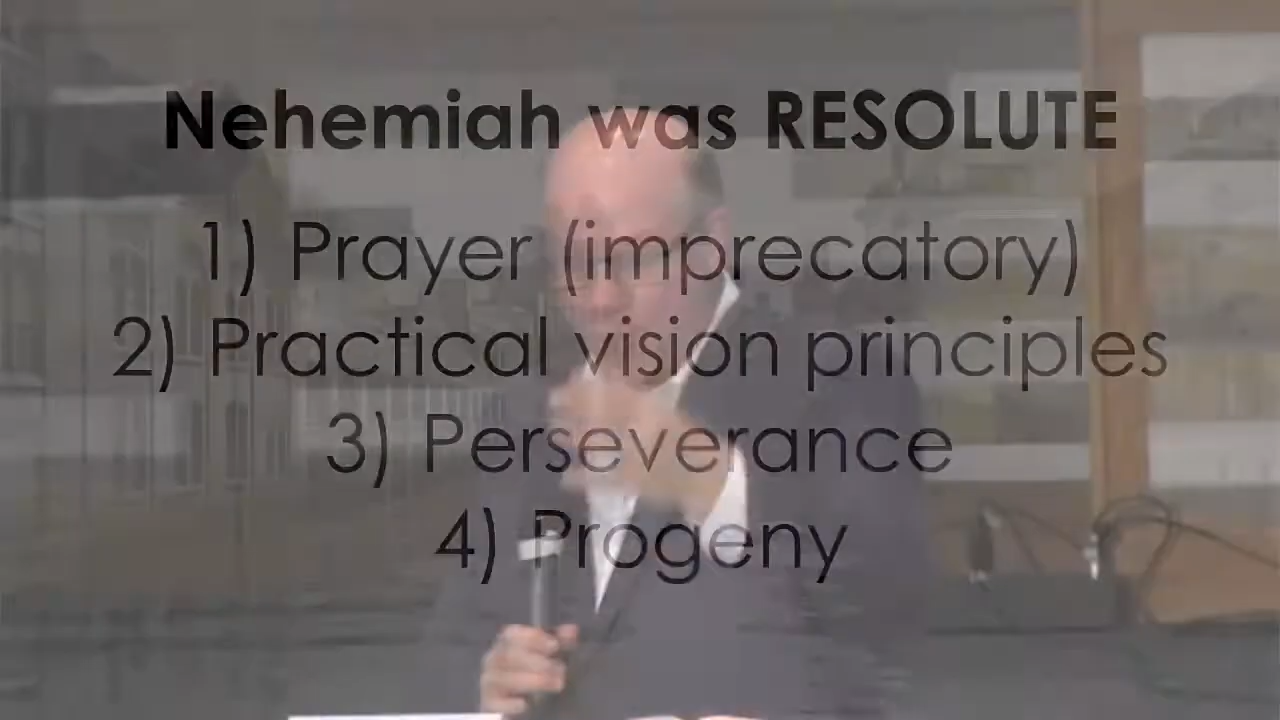 Nehemiah was RESOLUTE
1) Prayer (imprecatory)
2) Practical vision principles
3) Perseverance
4) Progeny